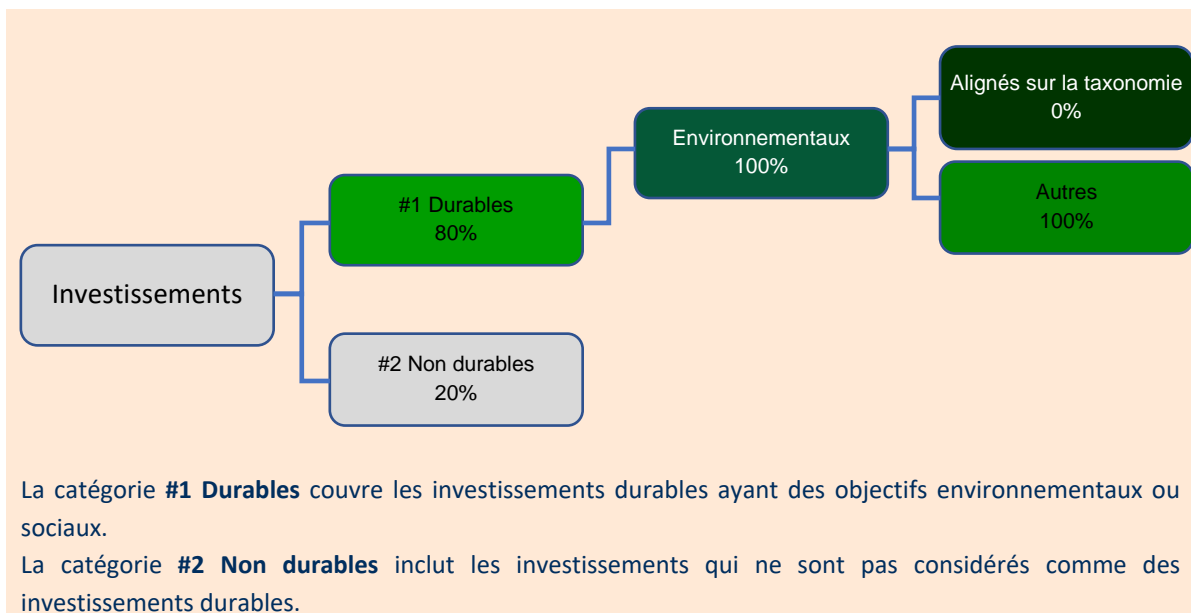 Alignés sur la taxonomie
0%
Environnementaux
100%
Autres
100%
#1 Durables
80%
Investissements
#2 Non durables
20%
La catégorie #1 Durables couvre les investissements durables ayant des objectifs environnementaux ou
sociaux.
La catégorie #2 Non durables inclut les investissements qui ne sont pas considérés comme des
investissements durables.